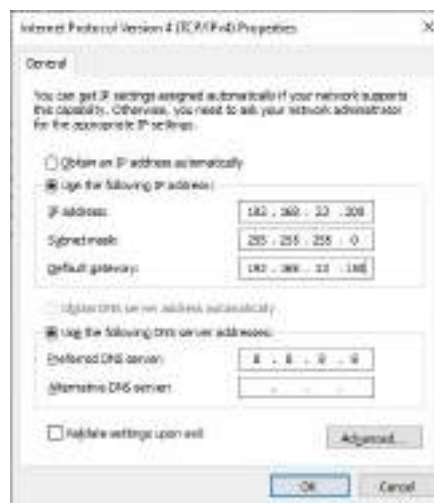 Internet Protocol Version 4 (TCP/IPv4) Properties
General
You can get IP settings assigned automatically if your network supports
this capability. Otherwise, you need to ask your network administrator
for the appropriate IP settings.
Obtain an IP address automatically
Use the following IP address:
IP address:
Subnet mask: 255 . 255 . 255 . 0
Default gateway:
Obtain DNS server address automatically
Use the following DNS server addresses:
Preferred DNS server: 8 . 8 . 8 . 8
Alternative DNS server: . . .
Validate settings upon exit
Advanced...
OK Cancel